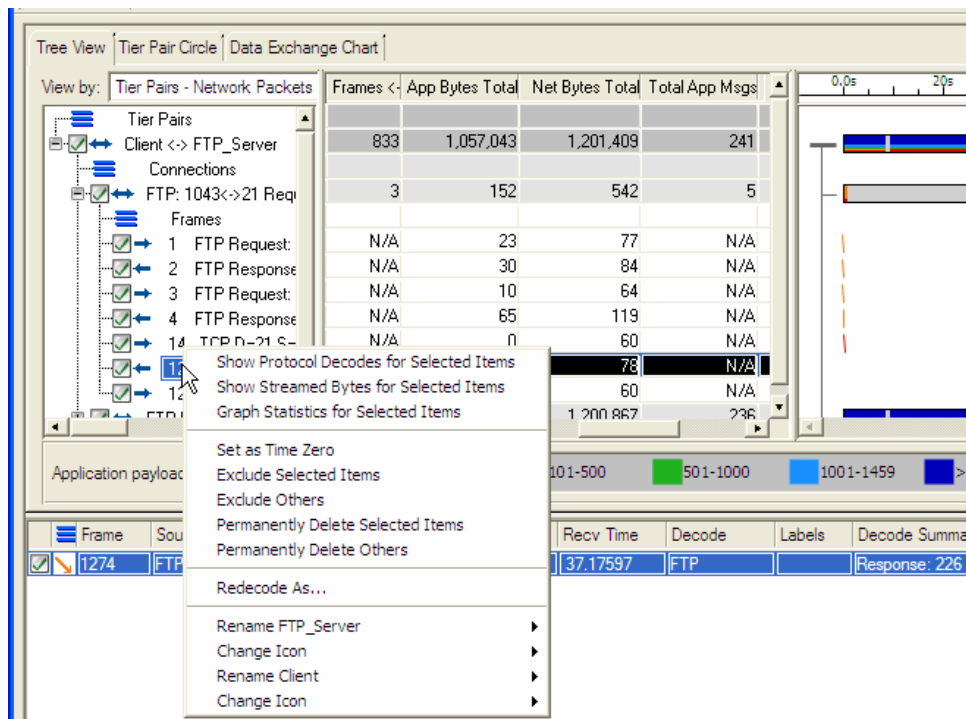 Tree View Tier Pair Circle Data Exchange Chart
View by: Tier Pairs - Network Packets Frames <- App Bytes Total Net Bytes Total Total App Msgs 0.0s 20s
Tier Pairs
Client <-> FTP_Server 833 1,057,043 1,201,409 241
Connections
FTP: 1043<->21 Requ 3 152 542 5
Frames
1 FTP Request: N/A 23 77 N/A
2 FTP Response N/A 30 84 N/A
3 FTP Request: N/A 10 64 N/A
4 FTP Response N/A 65 119 N/A
14 TCP D=21 S= N/A 0 60 N/A
12 78 N/A
12 60 N/A
1,200,867 236
Show Protocol Decodes for Selected Items
Show Streamed Bytes for Selected Items
Graph Statistics for Selected Items
Set as Time Zero
Exclude Selected Items
Exclude Others
Permanently Delete Selected Items
Permanently Delete Others
Redecode As...
Rename FTP_Server
Change Icon
Rename Client
Change Icon
Application payload 101-500 501-1000 1001-1459 >
Frame Sou Recv Time Decode Labels Decode Summa
1274 FTP 37.17597 FTP Response: 226